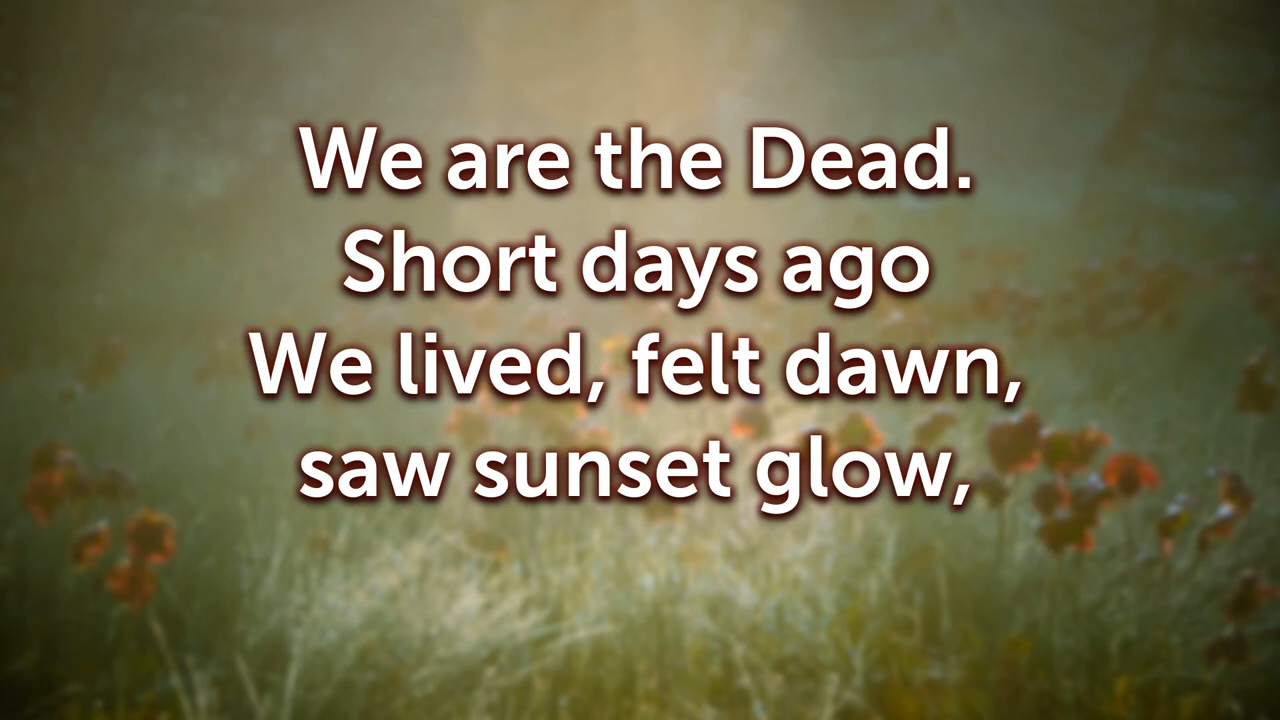 We are the Dead.
Short days ago
We lived, felt dawn,
saw sunset glow,